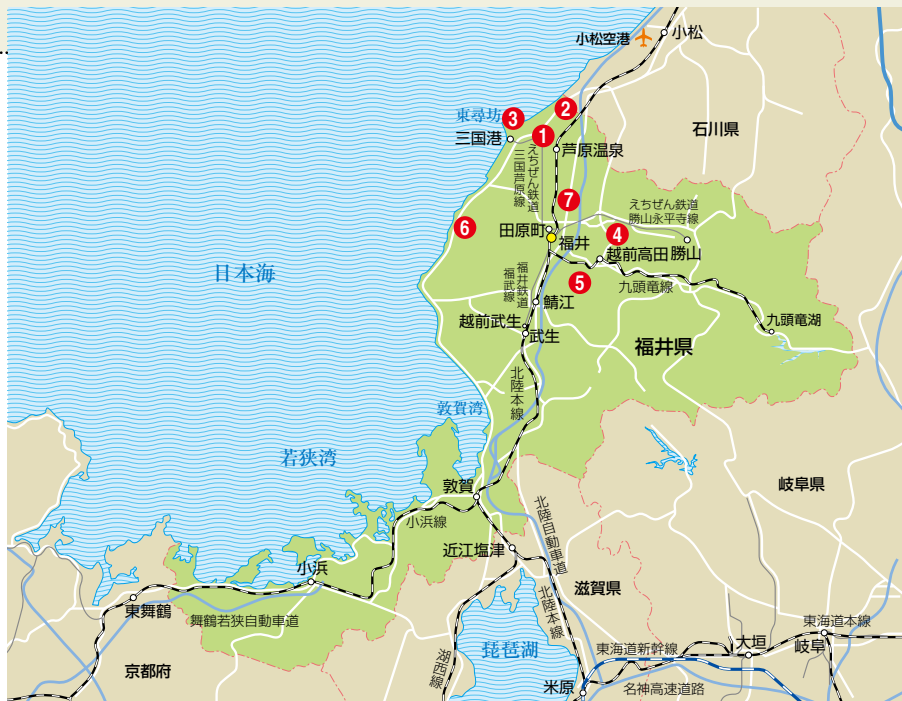 小松空港
小松
石川県
東尋坊
3
2
1
三国港
芦原温泉
えちぜん鉄道
三国芦原線
7
えちぜん鉄道
勝山永平寺線
6
田原町
福井
4
越前高田
勝山
5
九頭竜線
日本海
福井鉄道
福武線
鯖江
越前武生
武生
九頭竜湖
福井県
北陸本線
敦賀湾
若狭湾
岐阜県
敦賀
小浜線
北陸自動車道
近江塩津
小浜
滋賀県
東舞鶴
舞鶴若狭自動車道
北陸本線
東海道本線
琵琶湖
東海道新幹線
大垣
岐阜
京都府
湖西線
米原
名神高速道路